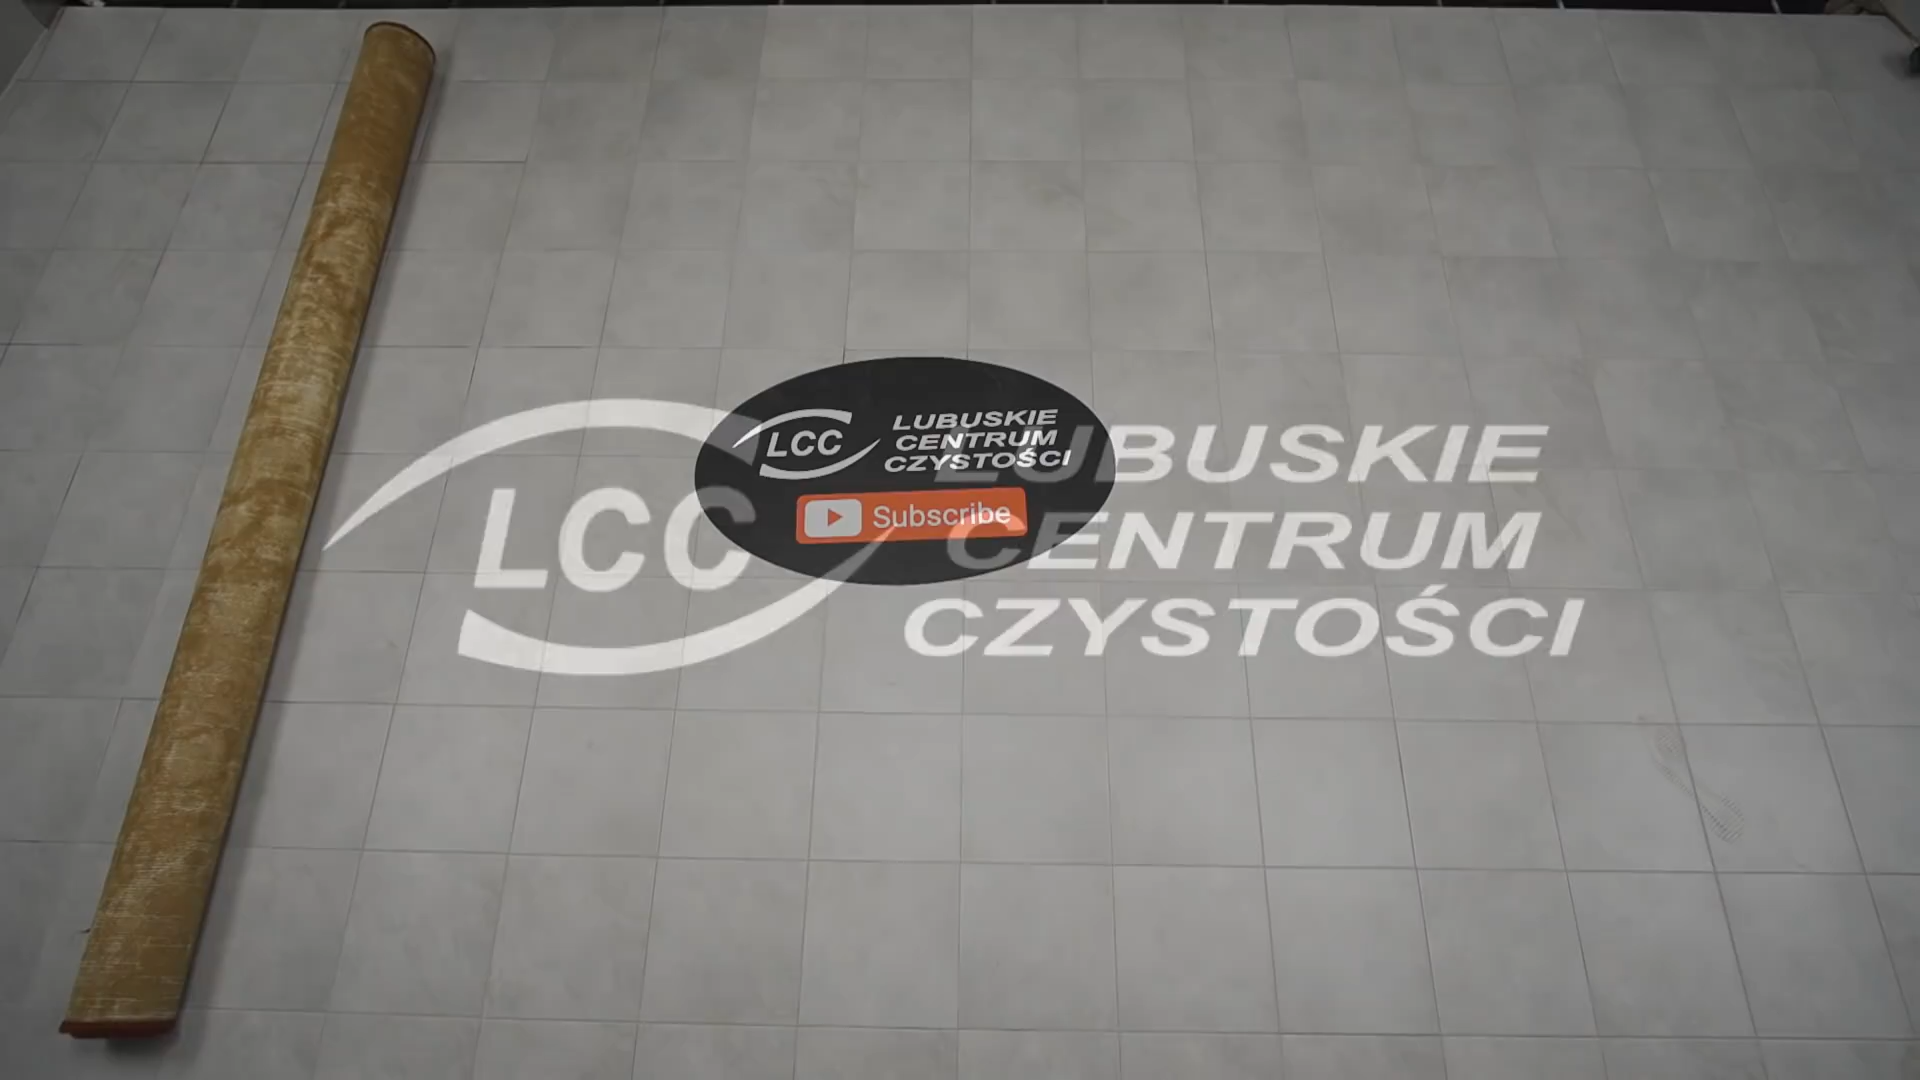 LCC
LUBUSKIE
CENTRUM
CZYSTOŚCI
Subscribe
LCC
LUBUSKIE
CENTRUM
CZYSTOŚCI